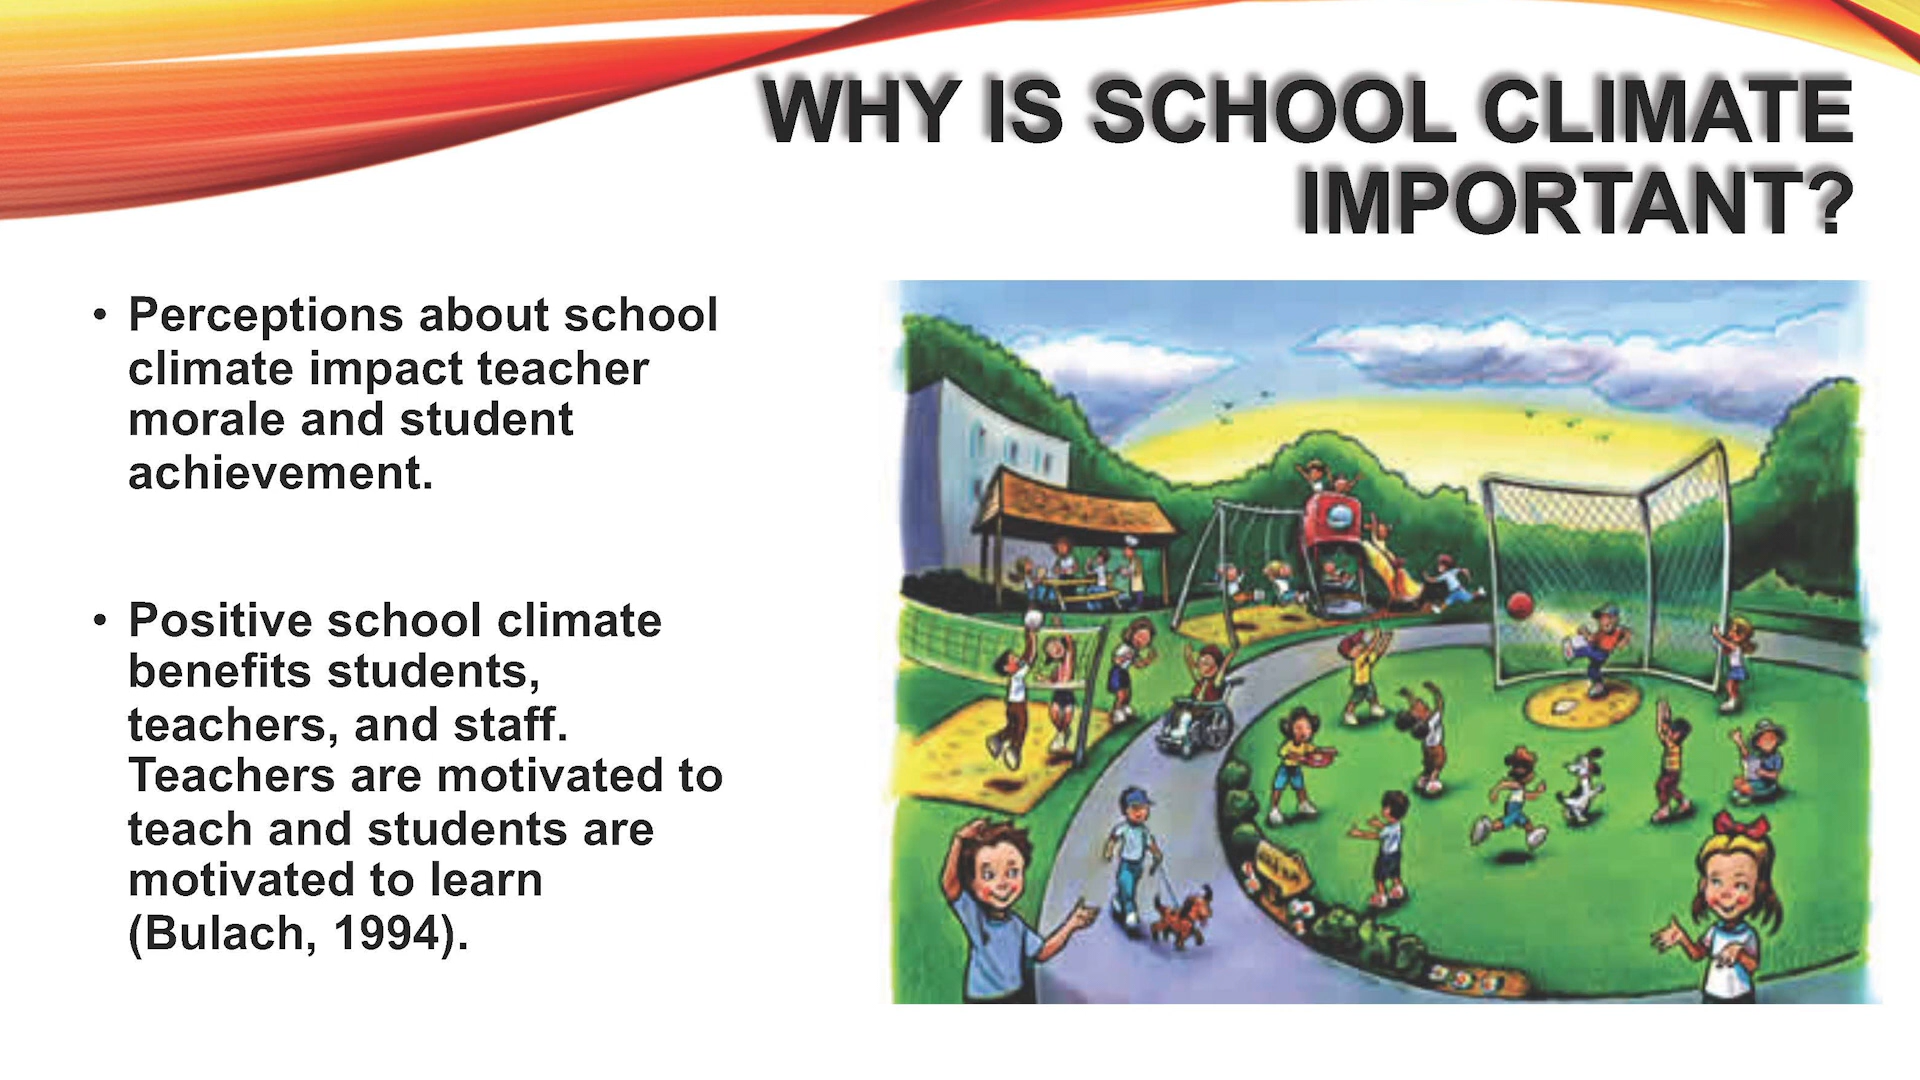 WHY IS SCHOOL CLIMATE
IMPORTANT?
• Perceptions about school
climate impact teacher
morale and student
achievement.
• Positive school climate
benefits students,
teachers, and staff.
Teachers are motivated to
teach and students are
motivated to learn
(Bulach, 1994).